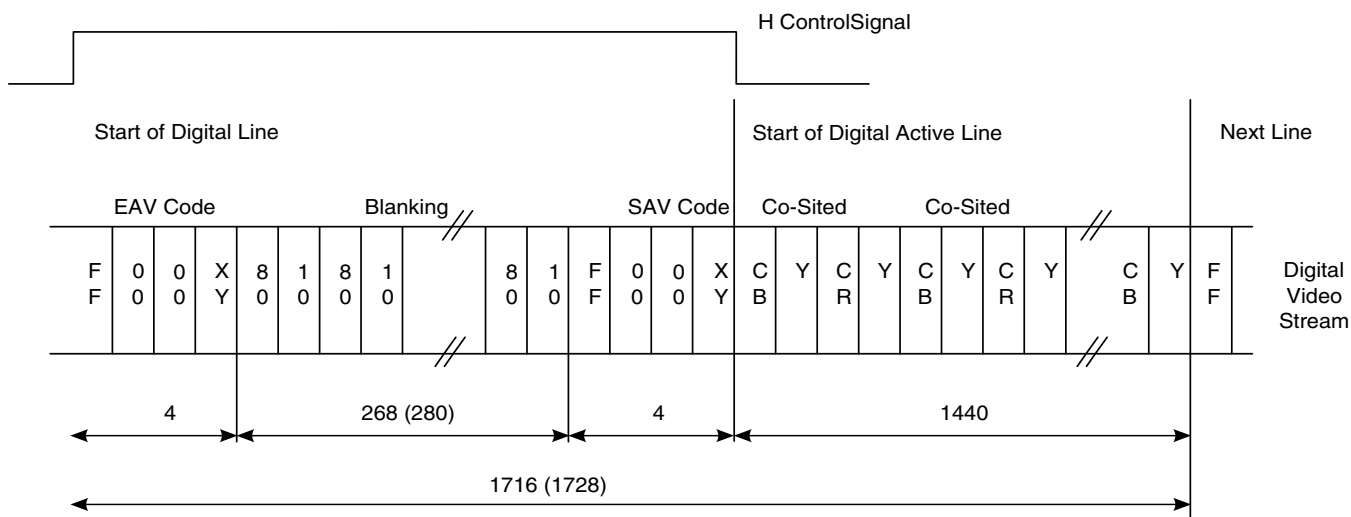 H ControlSignal
Start of Digital Line
Start of Digital Active Line
Next Line
EAV Code
Blanking
SAV Code
Co-Sited
Co-Sited
F 0 0 X 8 1 8 1 8 1 F 0 0 X C Y C Y C Y C Y C Y F
F 0 0 Y 0 0 0 0 0 0 F 0 0 Y B R B R B F
Digital
Video
Stream
4
268 (280)
4
1440
1716 (1728)